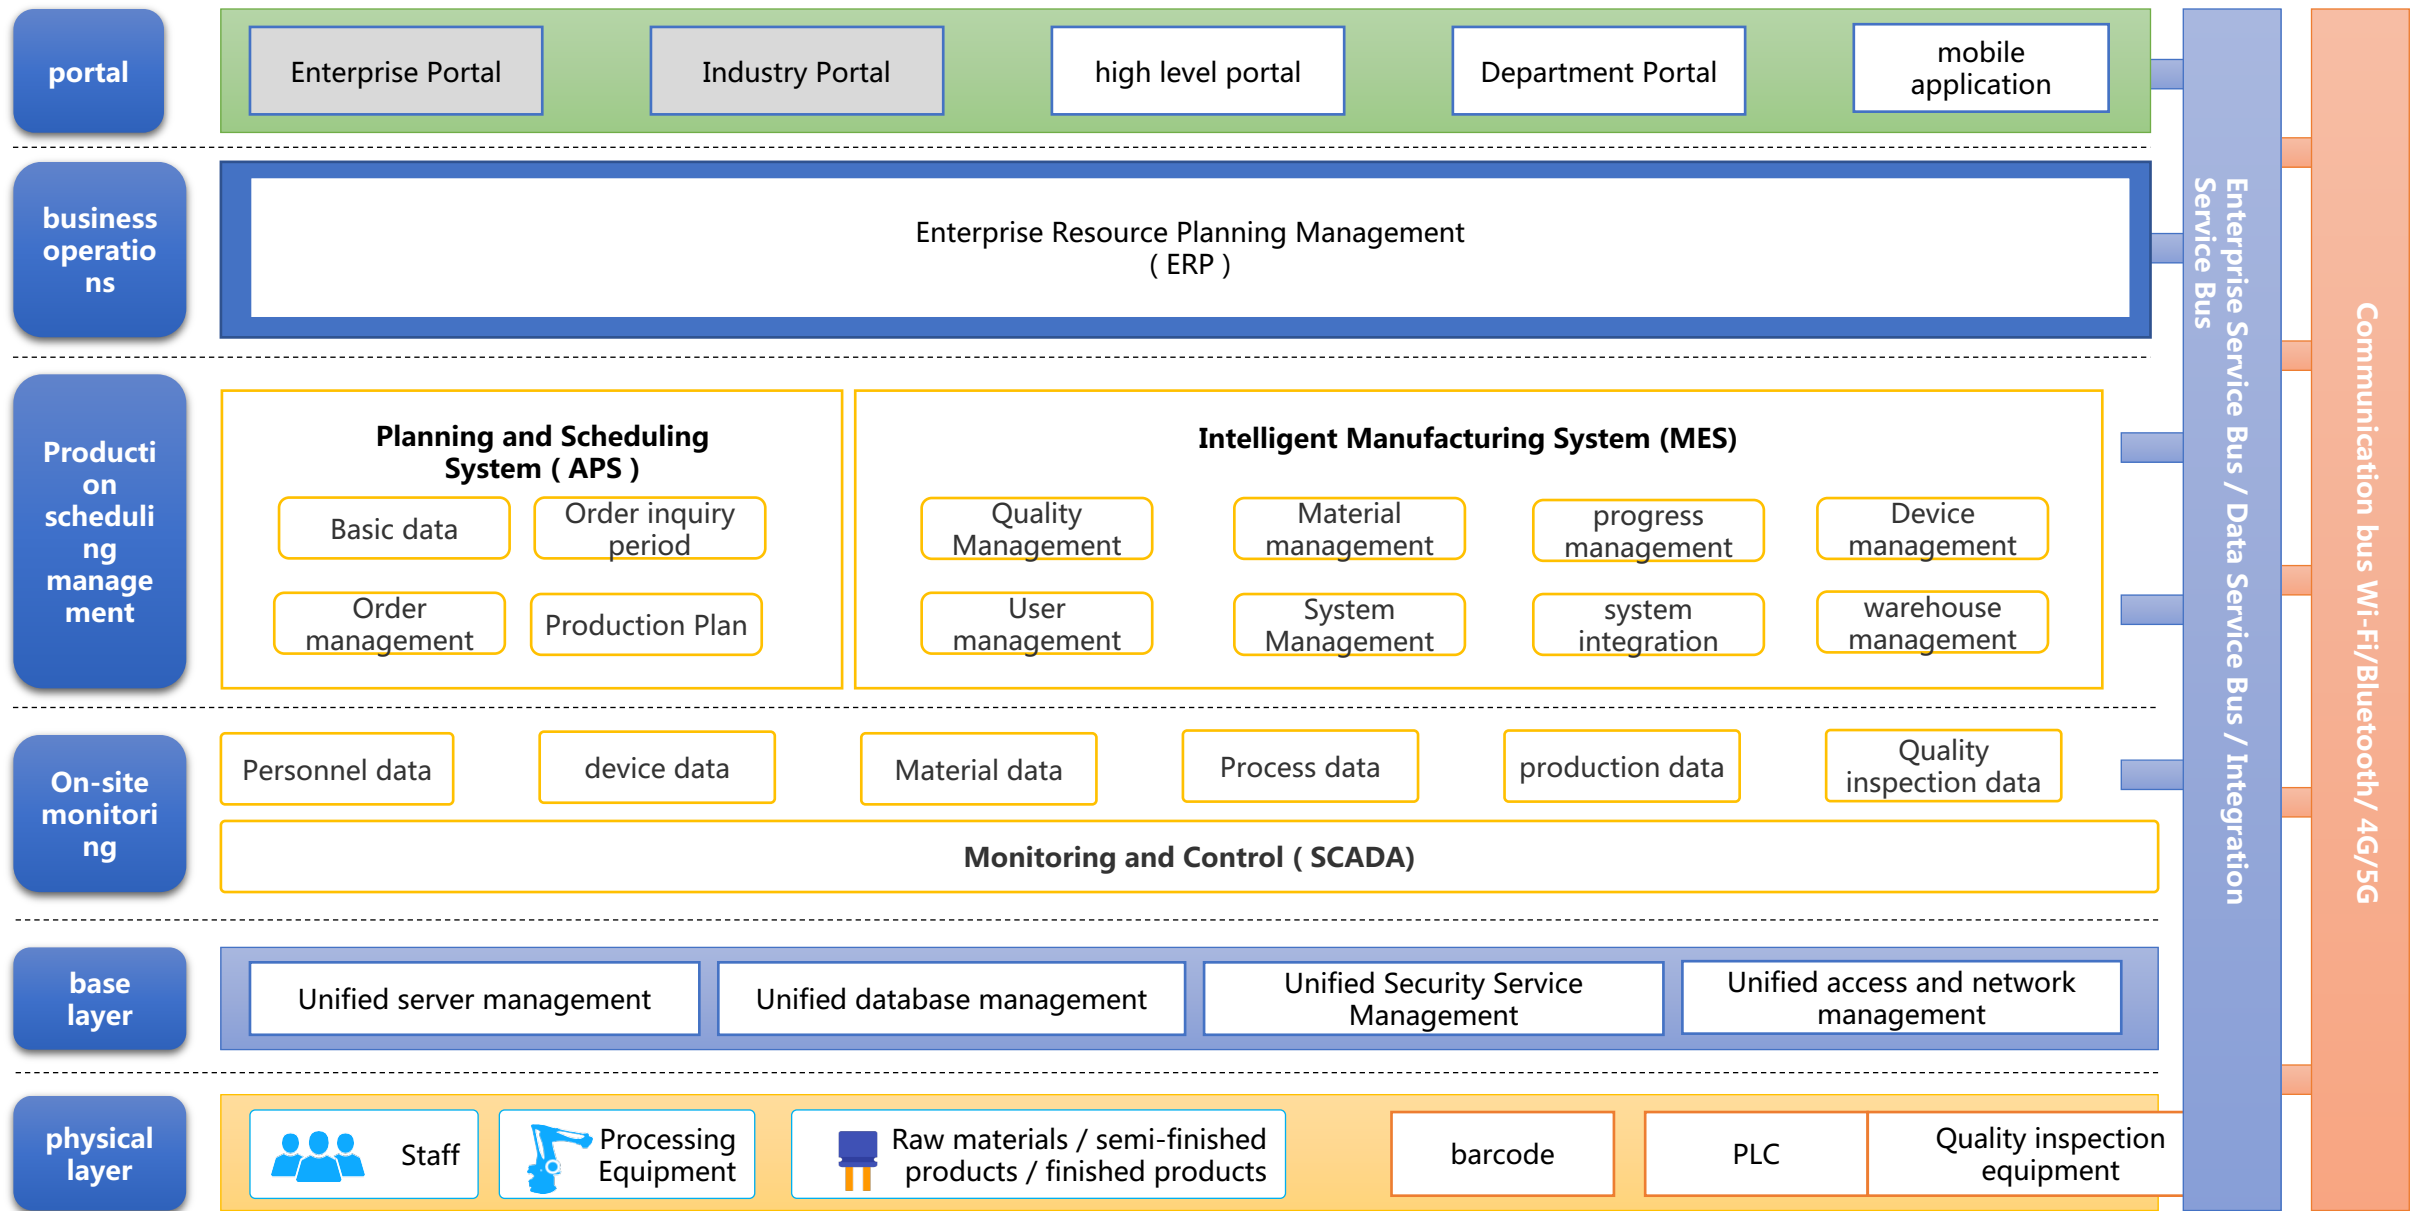 portal
Enterprise Portal
Industry Portal
high level portal
Department Portal
mobile
application
business
operatio
ns
Enterprise Resource Planning Management
( ERP )
Producti
on
scheduli
ng
manage
ment
Planning and Scheduling
System ( APS )
Basic data
Order inquiry
period
Order
management
Production Plan
Intelligent Manufacturing System (MES)
Quality
Management
Material
management
progress
management
Device
management
User
management
System
Management
system
integration
warehouse
management
On-site
monitori
ng
Personnel data
device data
Material data
Process data
production data
Quality
inspection data
Monitoring and Control ( SCADA)
base
layer
Unified server management
Unified database management
Unified Security Service
Management
Unified access and network
management
physical
layer
Staff
Processing
Equipment
Raw materials / semi-finished
products / finished products
barcode
PLC
Quality inspection
equipment
Enterprise Service Bus / Data Service Bus / Integration
Service Bus
Communication bus Wi-Fi/Bluetooth/ 4G/5G